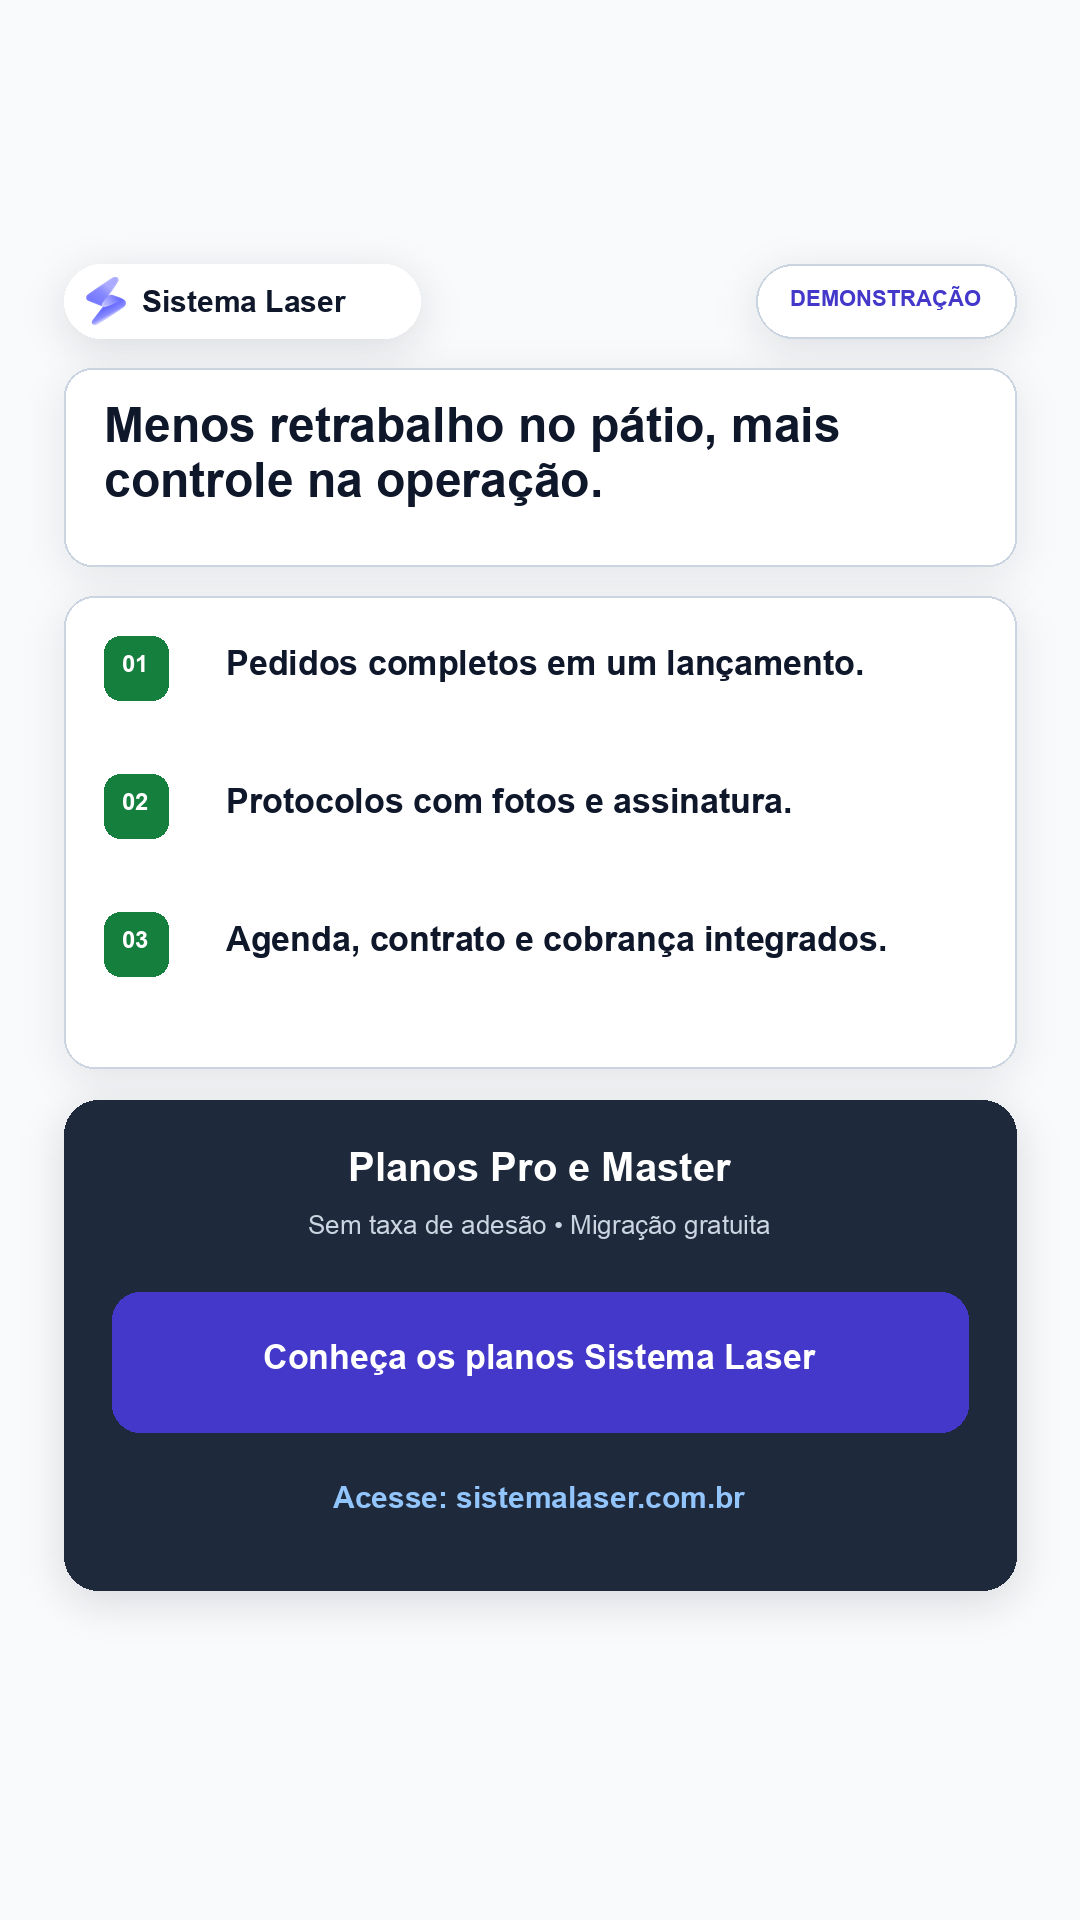 Sistema Laser
DEMONSTRAÇÃO
Menos retrabalho no pátio, mais
controle na operação.
01
Pedidos completos em um lançamento.
02
Protocolos com fotos e assinatura.
03
Agenda, contrato e cobrança integrados.
Planos Pro e Master
Sem taxa de adesão • Migração gratuita
Conheça os planos Sistema Laser
Acesse: sistemalaser.com.br